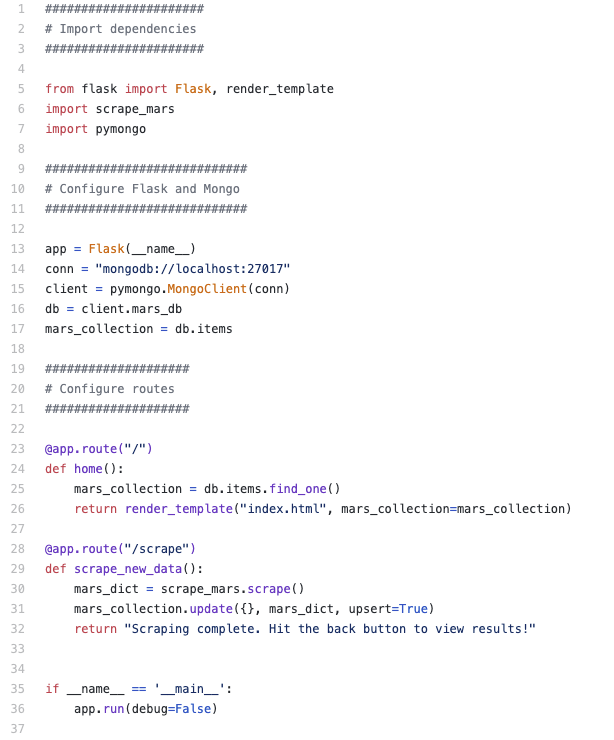 1 ######################
2 # Import dependencies
3 ######################
4
5 from flask import Flask, render_template
6 import scrape_mars
7 import pymongo
8
9 ############################
10 # Configure Flask and Mongo
11 ############################
12
13 app = Flask(__name__)
14 conn = "mongodb://localhost:27017"
15 client = pymongo.MongoClient(conn)
16 db = client.mars_db
17 mars_collection = db.items
18
19 ####################
20 # Configure routes
21 ####################
22
23 @app.route("/")
24 def home():
25     mars_collection = db.items.find_one()
26     return render_template("index.html", mars_collection=mars_collection)
27
28 @app.route("/scrape")
29 def scrape_new_data():
30     mars_dict = scrape_mars.scrape()
31     mars_collection.update({}, mars_dict, upsert=True)
32     return "Scraping complete. Hit the back button to view results!"
33
34
35 if __name__ == '__main__':
36     app.run(debug=False)
37